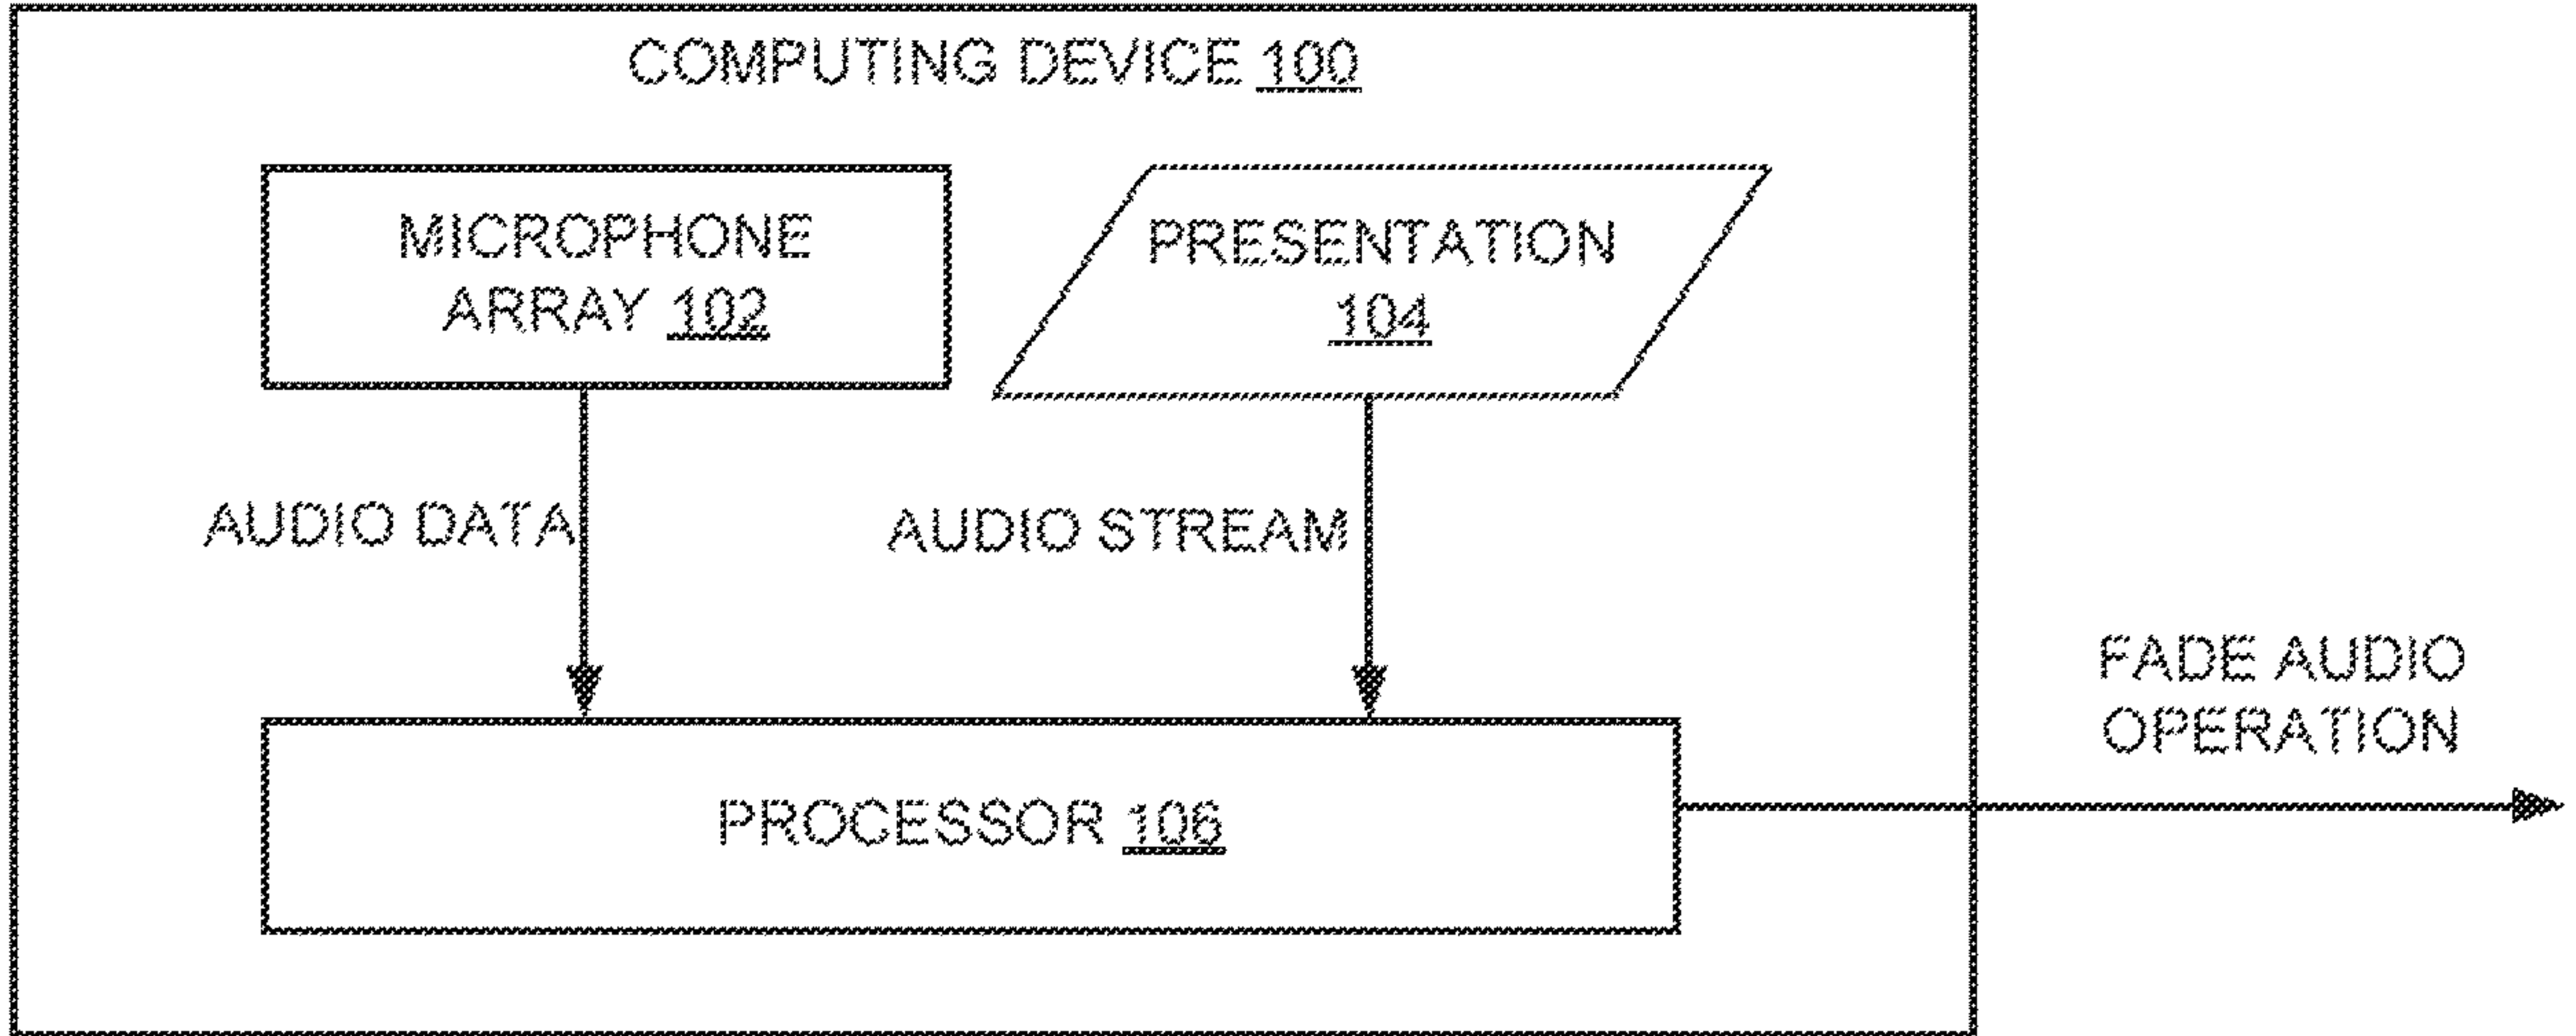 COMPUTING DEVICE 100
MICROPHONE
ARRAY 102
PRESENTATION
104
AUDIO DATA
AUDIO STREAM
FADE AUDIO
OPERATION
PROCESSOR 106